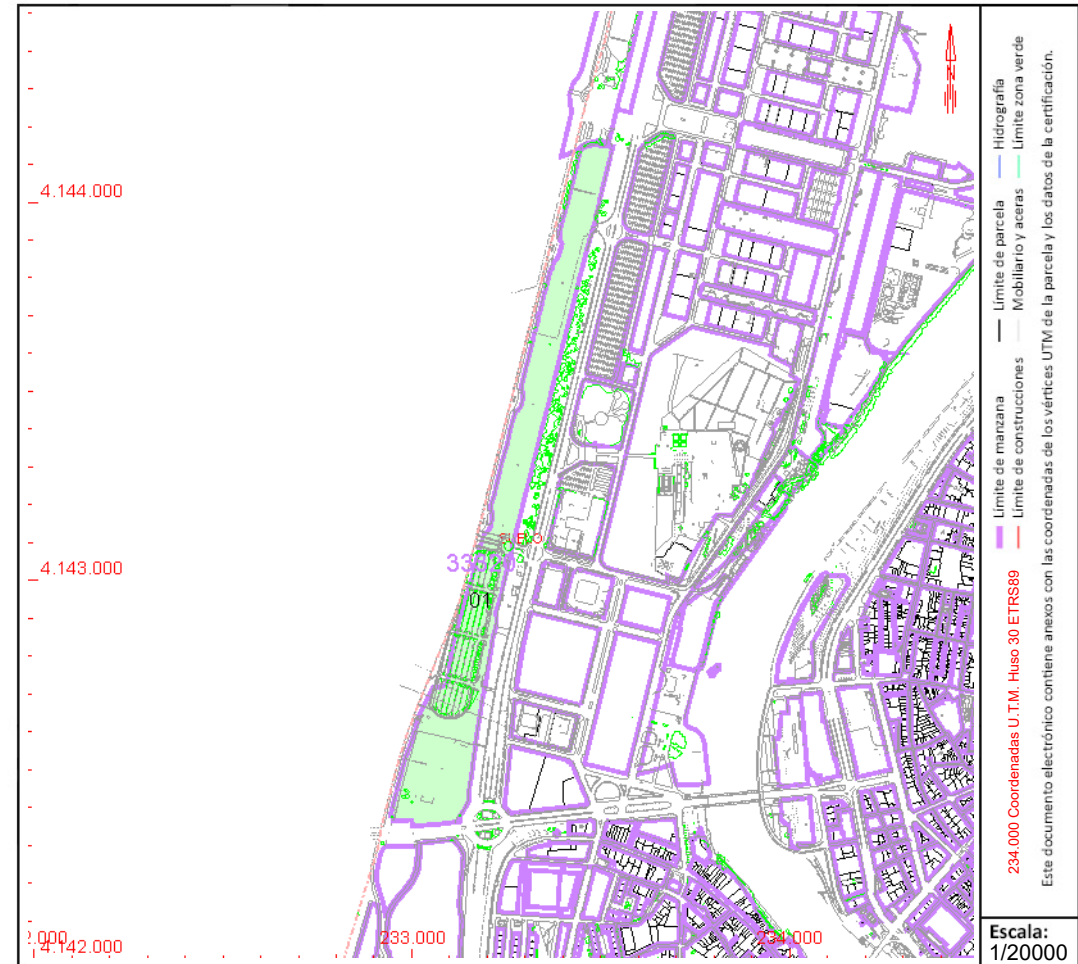 4.144.000
4.143.000
01
2.000
4.142.000
233.000
234.000
Límite de manzana
Límite de parcela
Hidrografía
234.000 Coordenadas U.T.M. Huso 30 ETRS89
Límite de construcciones
Mobiliario y aceras
Límite zona verde
Este documento electrónico contiene anexos con las coordenadas de los vértices UTM de la parcela y los datos de la certificación.
Escala:
1/20000